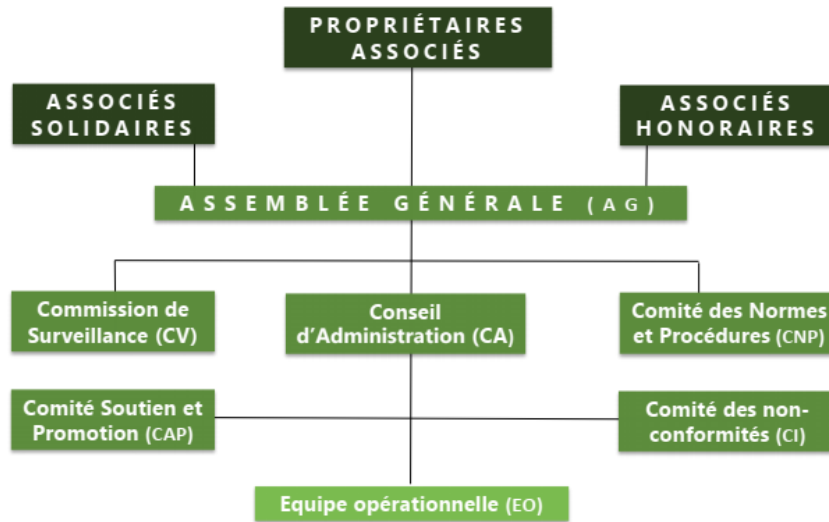 PROPRIÉTAIRES
ASSOCIÉS
ASSOCIÉS
SOLIDAIRES
ASSOCIÉS
HONORAIRES
ASSEMBLÉE GÉNÉRALE (AG)
Commission de
Surveillance (CV)
Conseil
d'Administration (CA)
Comité des Normes
et Procédures (CNP)
Comité Soutien et
Promotion (CAP)
Comité des non-
conformités (CI)
Equipe opérationnelle (EO)